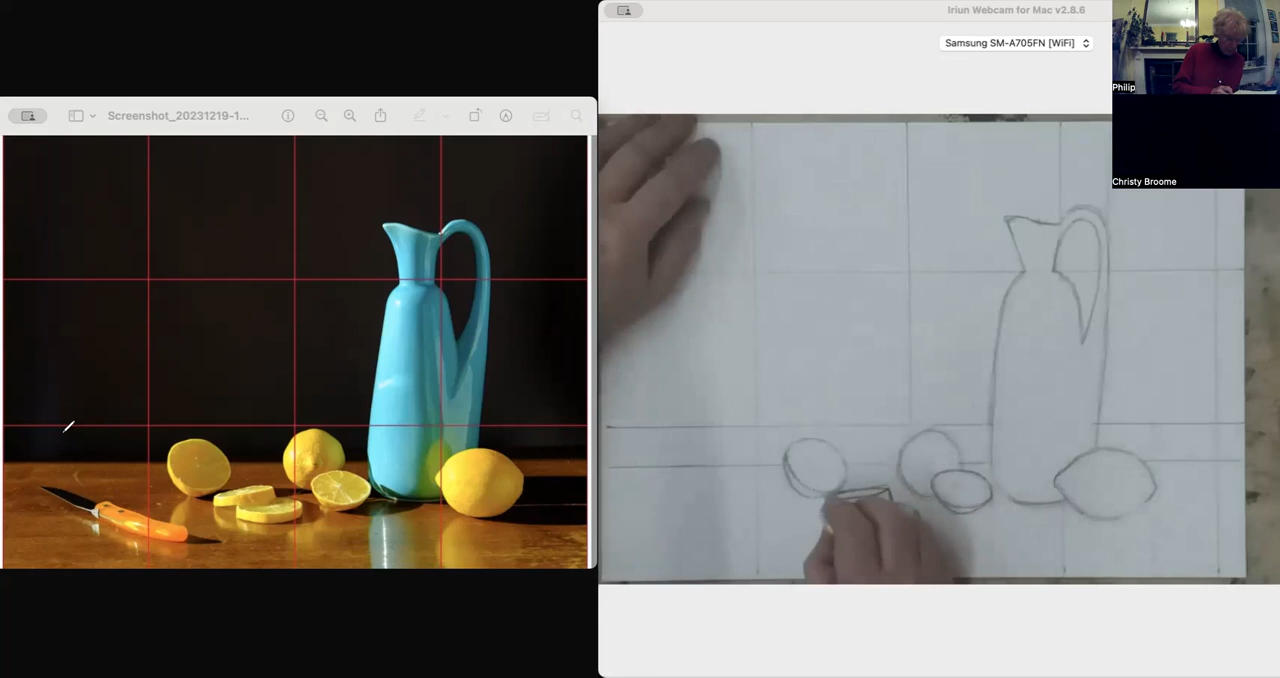 Iriun Webcam for Mac v2.8.6
Samsung SM-A705FN [WiFi]
Philip
Screenshot_20231219-1...
Christy Broome